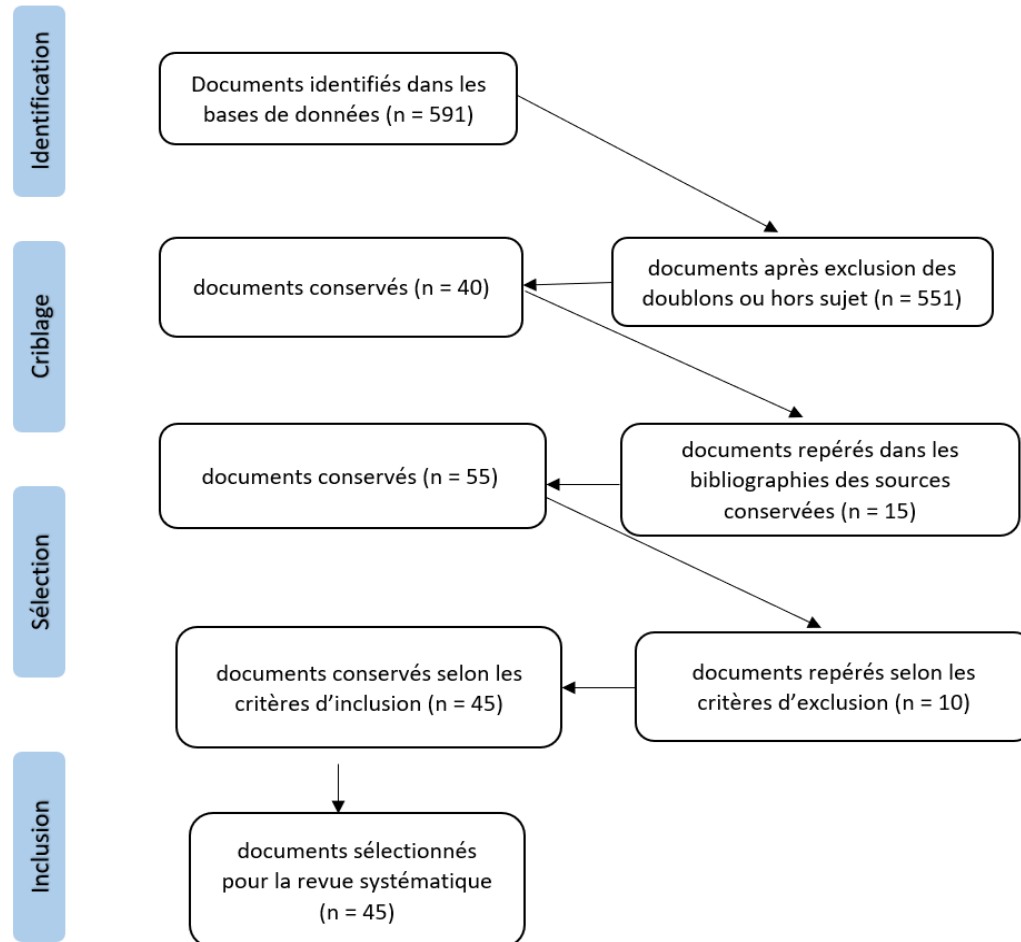 Identification
Documents identifiés dans les
bases de données (n = 591)
Criblage
documents conservés (n = 40)
documents après exclusion des
doublons ou hors sujet (n = 551)
documents conservés (n = 55)
documents repérés dans les
bibliographies des sources
conservées (n = 15)
Sélection
documents conservés selon les
critères d’inclusion (n = 45)
documents repérés selon les
critères d’exclusion (n = 10)
Inclusion
documents sélectionnés
pour la revue systématique
(n = 45)